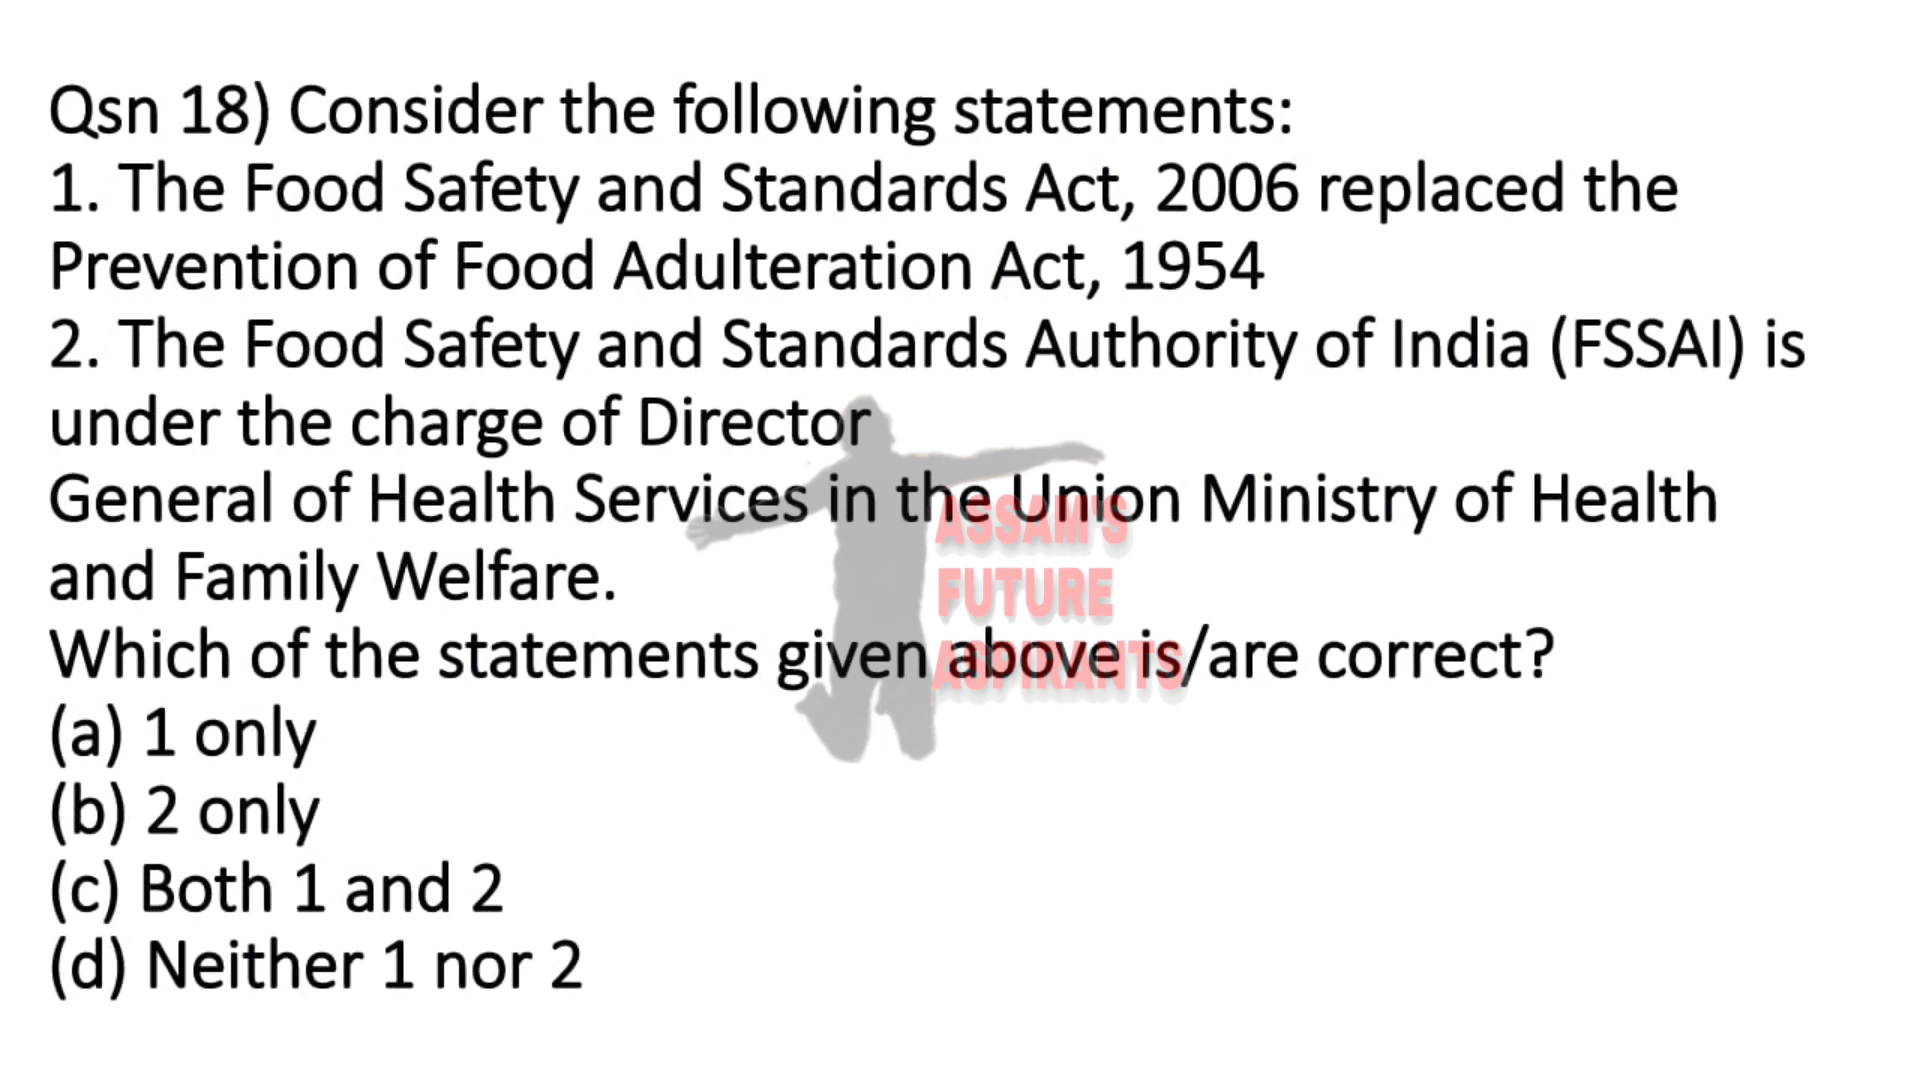 Qsn 18) Consider the following statements:
1. The Food Safety and Standards Act, 2006 replaced the
Prevention of Food Adulteration Act, 1954
2. The Food Safety and Standards Authority of India (FSSAI) is
under the charge of Director
General of Health Services in the Union Ministry of Health
and Family Welfare.
Which of the statements given above is/are correct?
(a) 1 only
(b) 2 only
(c) Both 1 and 2
(d) Neither 1 nor 2
ASSAM'S
FUTURE
ASPIRANTS